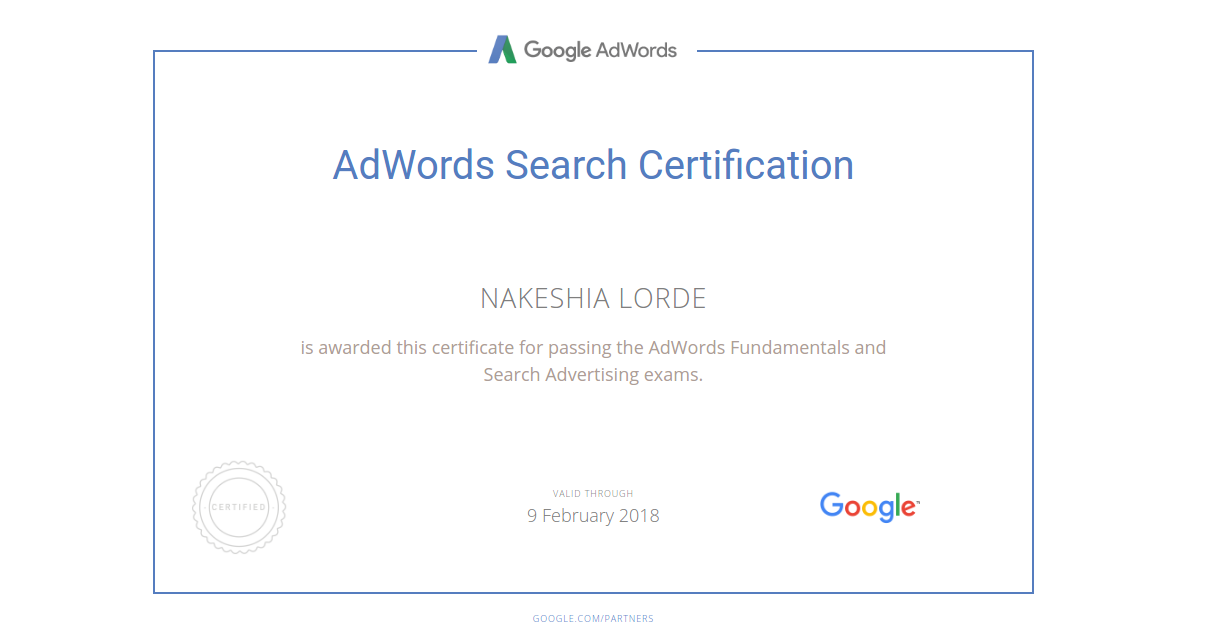 Google AdWords
AdWords Search Certification
NAKESHIA LORDE
is awarded this certificate for passing the AdWords Fundamentals and
Search Advertising exams.
CERTIFIED
VALID THROUGH
9 February 2018
Google™
GOOGLE.COM/PARTNERS